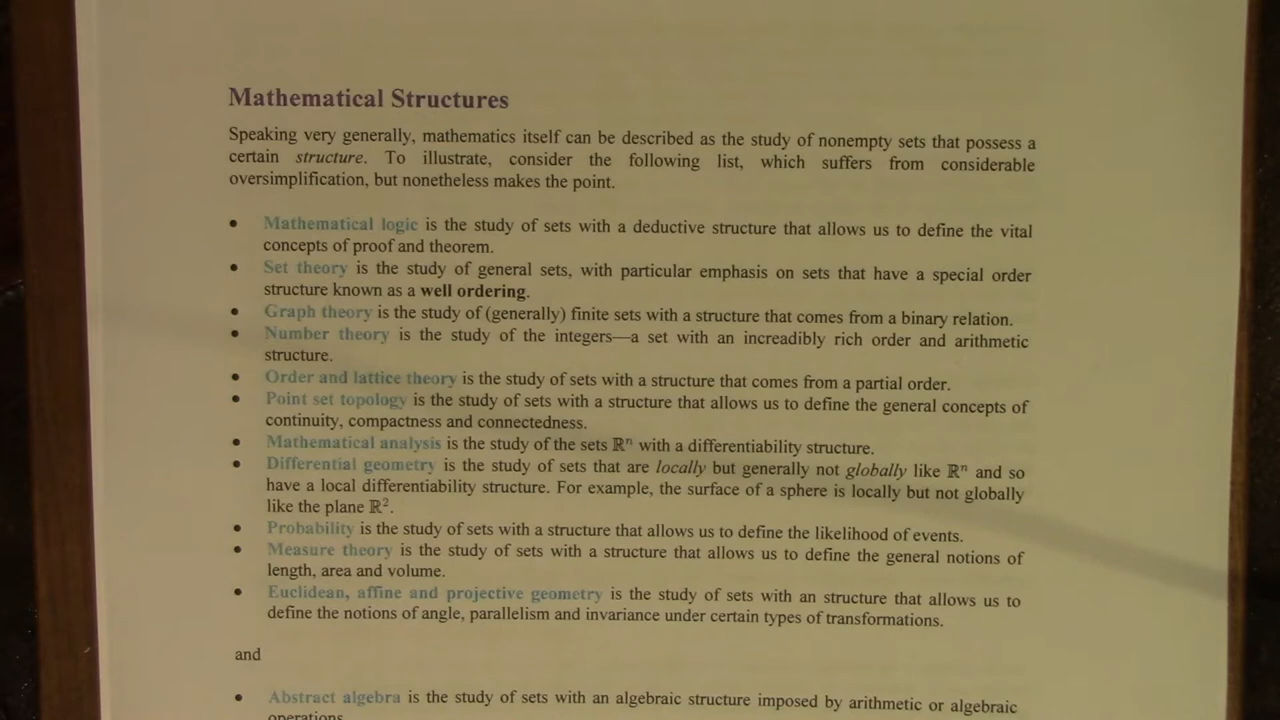 Mathematical Structures
Speaking very generally, mathematics itself can be described as the study of nonempty sets that possess a
certain structure. To illustrate, consider the following list, which suffers from considerable
oversimplification, but nonetheless makes the point.
• Mathematical logic is the study of sets with a deductive structure that allows us to define the vital
concepts of proof and theorem.
• Set theory is the study of general sets, with particular emphasis on sets that have a special order
structure known as a well ordering.
• Graph theory is the study of (generally) finite sets with a structure that comes from a binary relation.
• Number theory is the study of the integers—a set with an increadibly rich order and arithmetic
structure.
• Order and lattice theory is the study of sets with a structure that comes from a partial order.
• Point set topology is the study of sets with a structure that allows us to define the general concepts of
continuity, compactness and connectedness.
• Mathematical analysis is the study of the sets ℝⁿ with a differentiability structure.
• Differential geometry is the study of sets that are locally but generally not globally like ℝⁿ and so
have a local differentiability structure. For example, the surface of a sphere is locally but not globally
like the plane ℝ².
• Probability is the study of sets with a structure that allows us to define the likelihood of events.
• Measure theory is the study of sets with a structure that allows us to define the general notions of
length, area and volume.
• Euclidean, affine and projective geometry is the study of sets with an structure that allows us to
define the notions of angle, parallelism and invariance under certain types of transformations.
and
• Abstract algebra is the study of sets with an algebraic structure imposed by arithmetic or algebraic
operations.